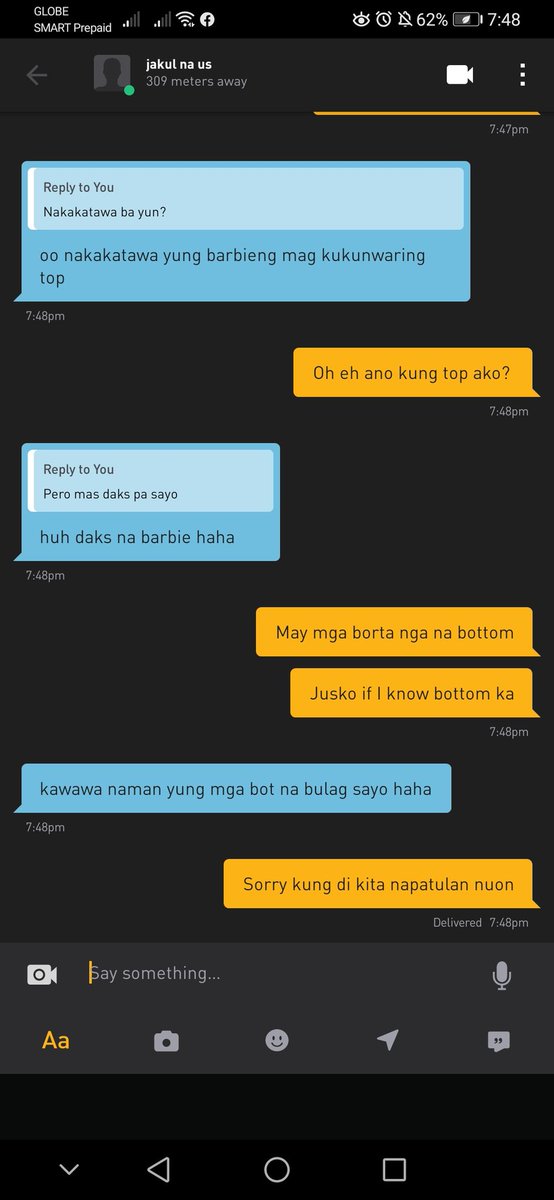 GLOBE
SMART Prepaid
62% 7:48
jakul na us
309 meters away
7:47pm
Reply to You
Nakakatawa ba yun?
oo nakakatawa yung barbieng mag kukunwaring
top
7:48pm
Oh eh ano kung top ako?
7:48pm
Reply to You
Pero mas daks pa sayo
huh daks na barbie haha
7:48pm
May mga borta nga na bottom
Jusko if I know bottom ka
7:48pm
kawawa naman yung mga bot na bulag sayo haha
7:48pm
Sorry kung di kita napatulan nuon
Delivered 7:48pm
Say something...
Aa